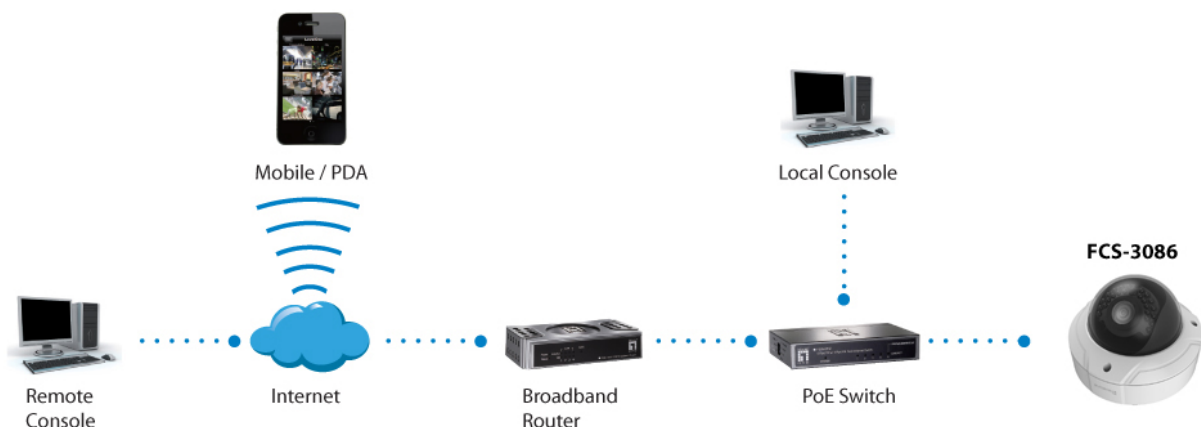 Mobile / PDA
Local Console
FCS-3086
Remote
Console
Internet
Broadband
Router
PoE Switch